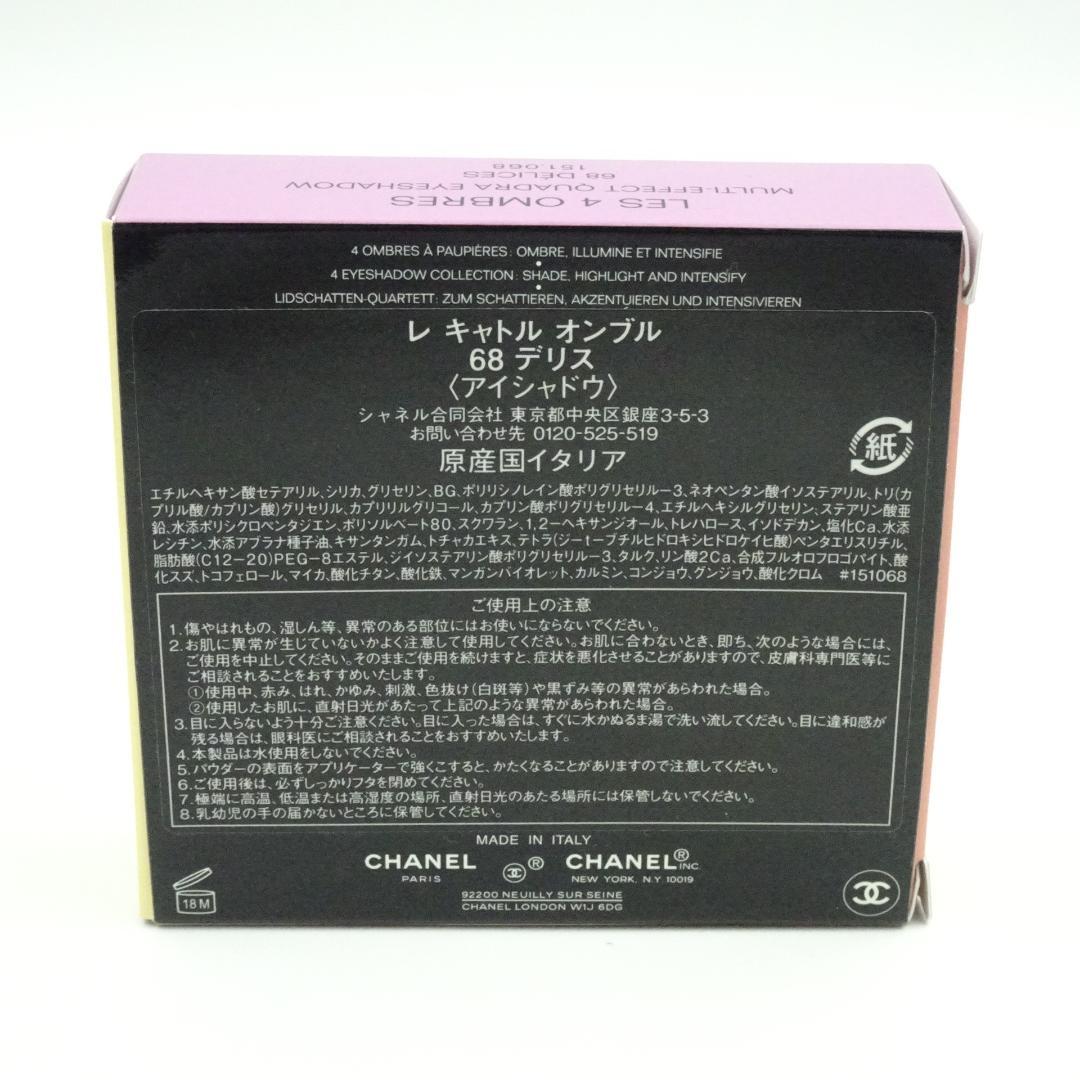 LES 4 OMBRES
MULTI-EFFECT QUADRA EYESHADOW
68 DÉLICES
151.068
4 OMBRES À PAUPIÈRES: OMBRE, ILLUMINE ET INTENSIFIE
•
4 EYESHADOW COLLECTION: SHADE, HIGHLIGHT AND INTENSIFY
•
LIDSCHATTEN-QUARTETT: ZUM SCHATTIEREN, AKZENTUIEREN UND INTENSIVIEREN
レ キャトル オンブル
68 デリス
〈アイシャドウ〉
シャネル合同会社 東京都中央区銀座3-5-3
お問い合わせ先 0120-525-519
原産国イタリア
紙
エチルヘキサン酸セテアリル、シリカ、グリセリン、BG、ポリリシノレイン酸ポリグリセリル－3、ネオペンタン酸イソステアリル、トリ(カ
プリル酸/カプリン酸)グリセリル、カプリリルグリコール、カプリン酸ポリグリセリル－4、エチルヘキシルグリセリン、ステアリン酸亜
鉛、水添ポリシクロペンタジエン、ポリソルベート80、スクワラン、1,2－ヘキサンジオール、トレハロース、イソドデカン、塩化Ca、水添
レシチン、水添アブラナ種子油、キサンタンガム、トチャカエキス、テトラ(ジーt－ブチルヒドロキシヒドロケイヒ酸)ペンタエリスリチル、
脂肪酸(C12－20)PEG－8エステル、ジイソステアリン酸ポリグリセリル－3、タルク、リン酸2Ca、合成フルオロフロゴパイト、酸
化スズ、トコフェロール、マイカ、酸化チタン、酸化鉄、マンガンバイオレット、カルミン、コンジョウ、グンジョウ、酸化クロム #151068
ご使用上の注意
1.傷やはれもの、湿しん等、異常のある部位にはお使いにならないでください。
2.お肌に異常が生じていないかよく注意して使用してください。お肌に合わないとき、即ち、次のような場合には、
ご使用を中止してください。そのままご使用を続けますと、症状を悪化させることがありますので、皮膚科専門医等に
ご相談されることをおすすめいたします。
①使用中、赤み、はれ、かゆみ、刺激、色抜け(白斑等)や黒ずみ等の異常があらわれた場合。
②使用したお肌に、直射日光があたって上記のような異常があらわれた場合。
3.目に入らないよう十分ご注意ください。目に入った場合は、すぐに水かぬるま湯で洗い流してください。目に違和感が
残る場合は、眼科医にご相談されることをおすすめいたします。
4.本製品は水使用をしないでください。
5.パウダーの表面をアプリケーターで強くこすると、かたくなることがありますので注意してください。
6.ご使用後は、必ずしっかりフタを閉めてください。
7.極端に高温、低温または高湿度の場所、直射日光のあたる場所には保管しないでください。
8.乳幼児の手の届かないところに保管してください。
MADE IN ITALY
CHANEL ® CHANEL® INC.
PARIS NEW YORK, N.Y. 10019
92200 NEUILLY SUR SEINE
CHANEL LONDON W1J 6DG
18 M